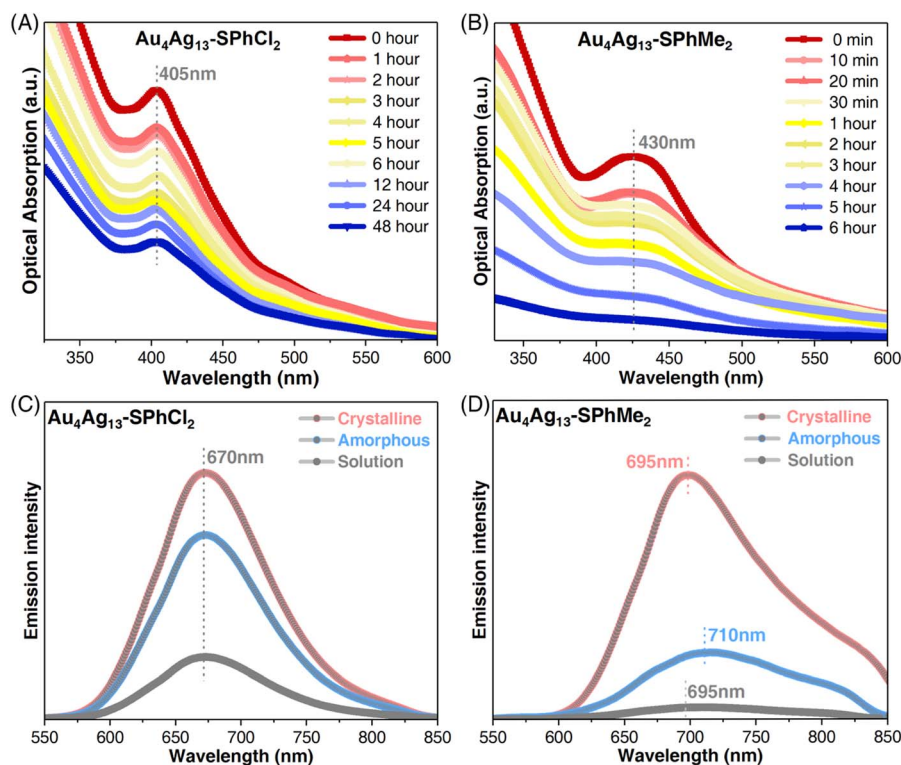 (A)
Au₄Ag₁₃-SPhCl₂
405nm
0 hour
1 hour
2 hour
3 hour
4 hour
5 hour
6 hour
12 hour
24 hour
48 hour
Optical Absorption (a.u.)
350 400 450 500 550 600
Wavelength (nm)
(B)
Au₄Ag₁₃-SPhMe₂
430nm
0 min
10 min
20 min
30 min
1 hour
2 hour
3 hour
4 hour
5 hour
6 hour
Optical Absorption (a.u.)
350 400 450 500 550 600
Wavelength (nm)
(C)
Au₄Ag₁₃-SPhCl₂
Crystalline
Amorphous
Solution
670nm
Emission intensity
550 600 650 700 750 800 850
Wavelength (nm)
(D)
Au₄Ag₁₃-SPhMe₂
Crystalline
Amorphous
Solution
695nm
710nm
695nm
Emission intensity
550 600 650 700 750 800 850
Wavelength (nm)